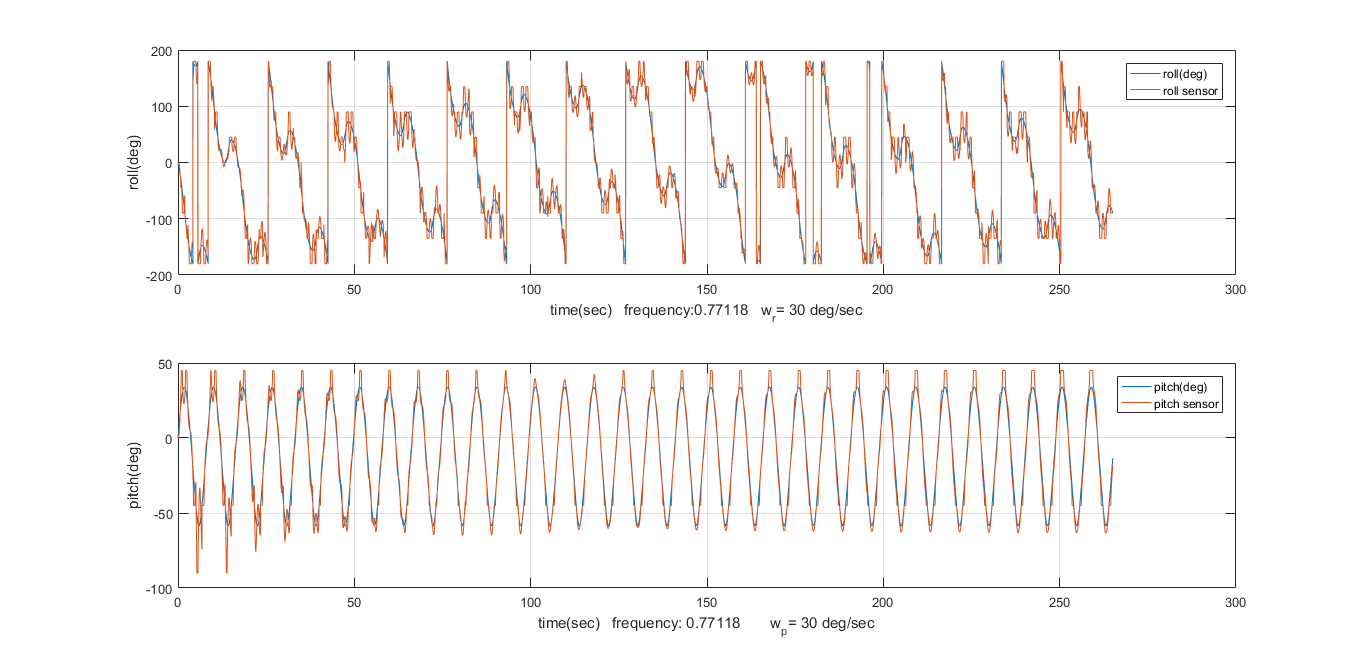 200
100
0
-100
-200
roll(deg)
roll(deg)
roll sensor
0 50 100 150 200 250 300
time(sec) frequency:0.77118 w_r= 30 deg/sec
50
0
-50
-100
pitch(deg)
pitch(deg)
pitch sensor
0 50 100 150 200 250 300
time(sec) frequency: 0.77118 w_p= 30 deg/sec